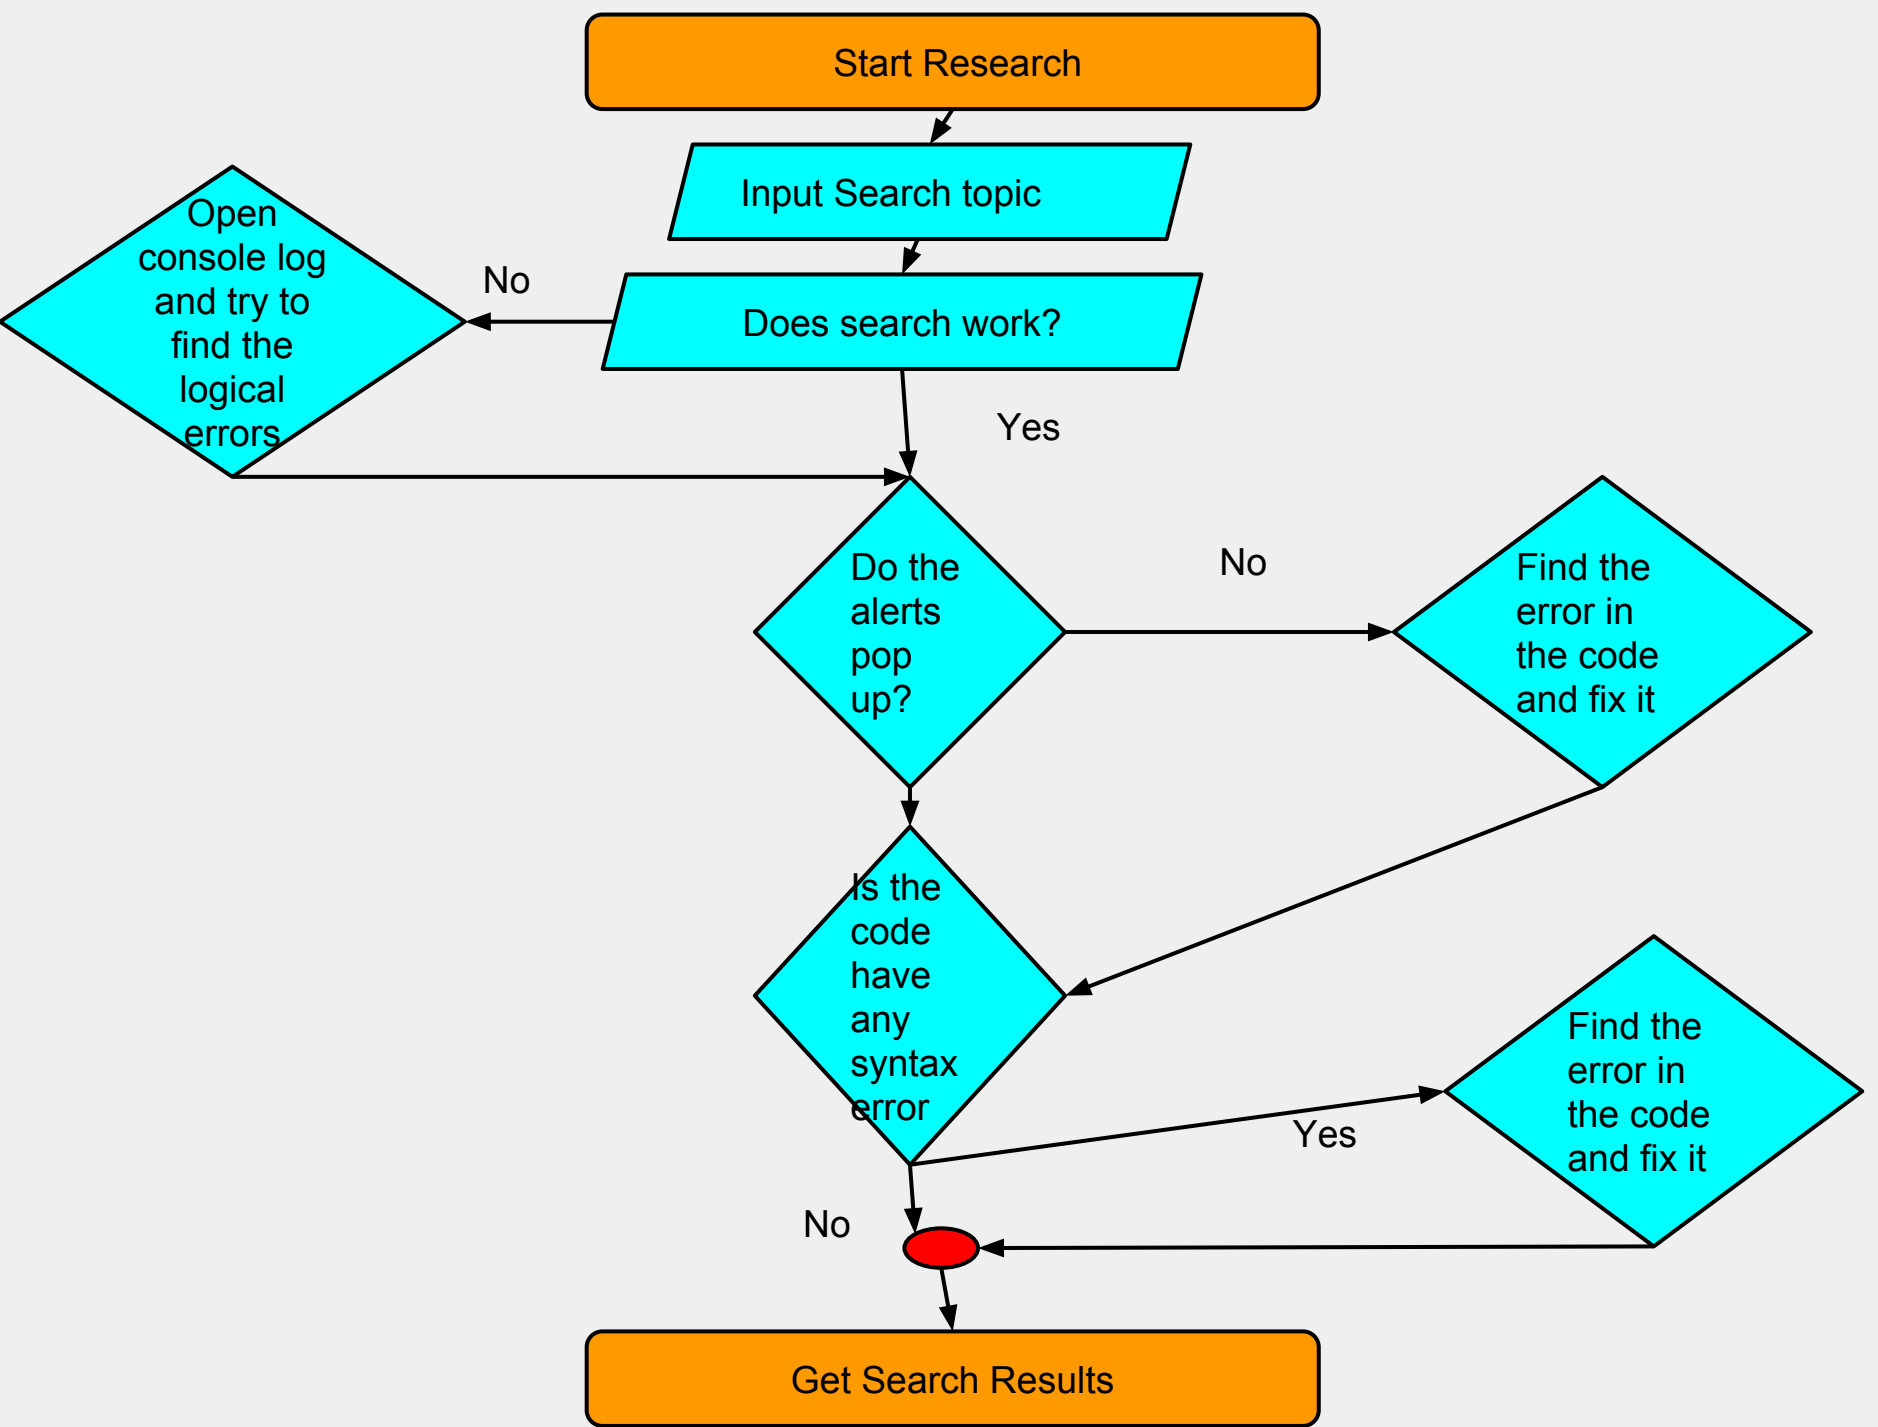 Start Research
Input Search topic
Open
console log
and try to
find the
logical
errors
No
Does search work?
Yes
Do the
alerts
pop
up?
No
Find the
error in
the code
and fix it
Is the
code
have
any
syntax
error
Yes
Find the
error in
the code
and fix it
No
Get Search Results